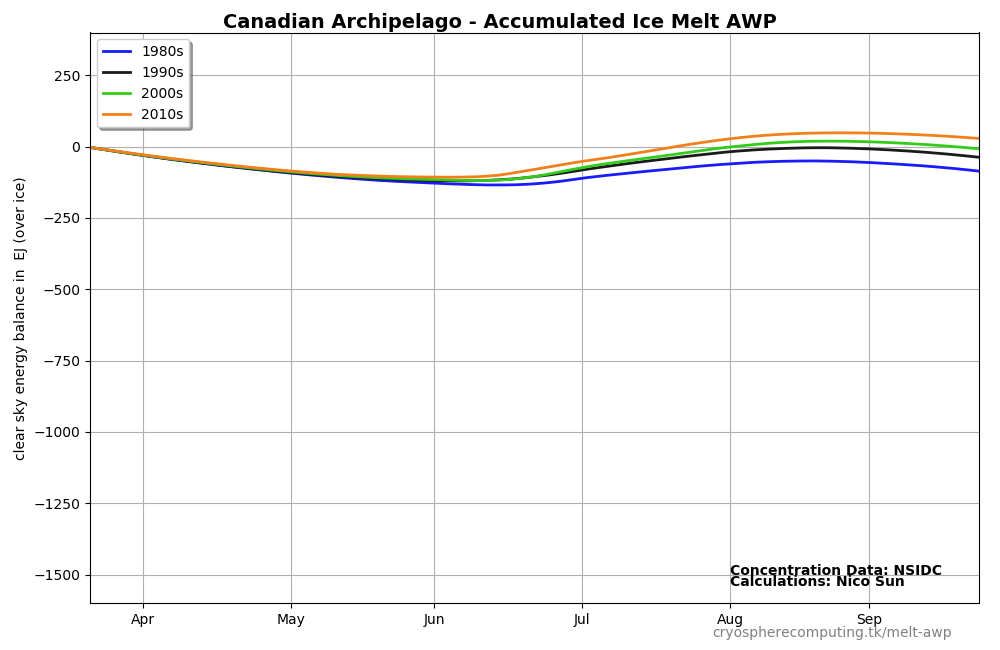 Canadian Archipelago - Accumulated Ice Melt AWP
1980s
1990s
2000s
2010s
clear sky energy balance in  EJ (over ice)
250
0
−250
−500
−750
−1000
−1250
−1500
Concentration Data: NSIDC
Calculations: Nico Sun
Apr
May
Jun
Jul
Aug
Sep
cryospherecomputing.tk/melt-awp